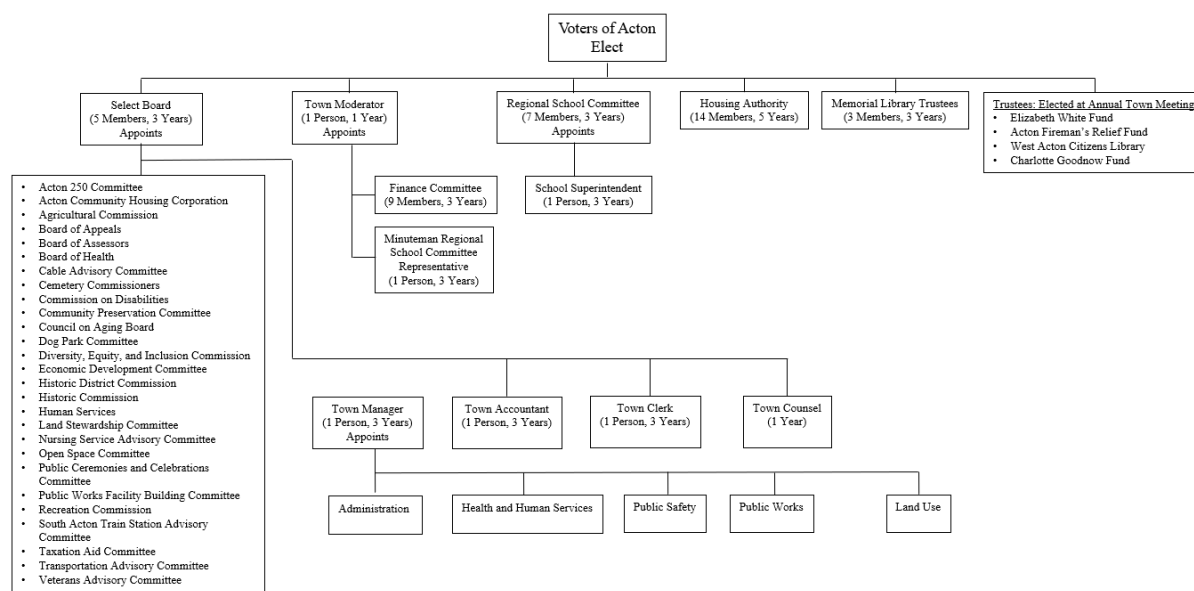 Voters of Acton
Elect
Select Board
(5 Members, 3 Years)
Appoints
Town Moderator
(1 Person, 1 Year)
Appoints
Regional School Committee
(7 Members, 3 Years)
Appoints
Housing Authority
(14 Members, 5 Years)
Memorial Library Trustees
(3 Members, 3 Years)
Trustees: Elected at Annual Town Meeting
• Elizabeth White Fund
• Acton Fireman's Relief Fund
• West Acton Citizens Library
• Charlotte Goodnow Fund
• Acton 250 Committee
• Acton Community Housing Corporation
• Agricultural Commission
• Board of Appeals
• Board of Assessors
• Board of Health
• Cable Advisory Committee
• Cemetery Commissioners
• Commission on Disabilities
• Community Preservation Committee
• Council on Aging Board
• Dog Park Committee
• Diversity, Equity, and Inclusion Commission
• Economic Development Committee
• Historic District Commission
• Historic Commission
• Human Services
• Land Stewardship Committee
• Nursing Service Advisory Committee
• Open Space Committee
• Public Ceremonies and Celebrations
Committee
• Public Works Facility Building Committee
• Recreation Commission
• South Acton Train Station Advisory
Committee
• Taxation Aid Committee
• Transportation Advisory Committee
• Veterans Advisory Committee
Finance Committee
(9 Members, 3 Years)
Minuteman Regional
School Committee
Representative
(1 Person, 3 Years)
School Superintendent
(1 Person, 3 Years)
Town Manager
(1 Person, 3 Years)
Appoints
Town Accountant
(1 Person, 3 Years)
Town Clerk
(1 Person, 3 Years)
Town Counsel
(1 Year)
Administration
Health and Human Services
Public Safety
Public Works
Land Use